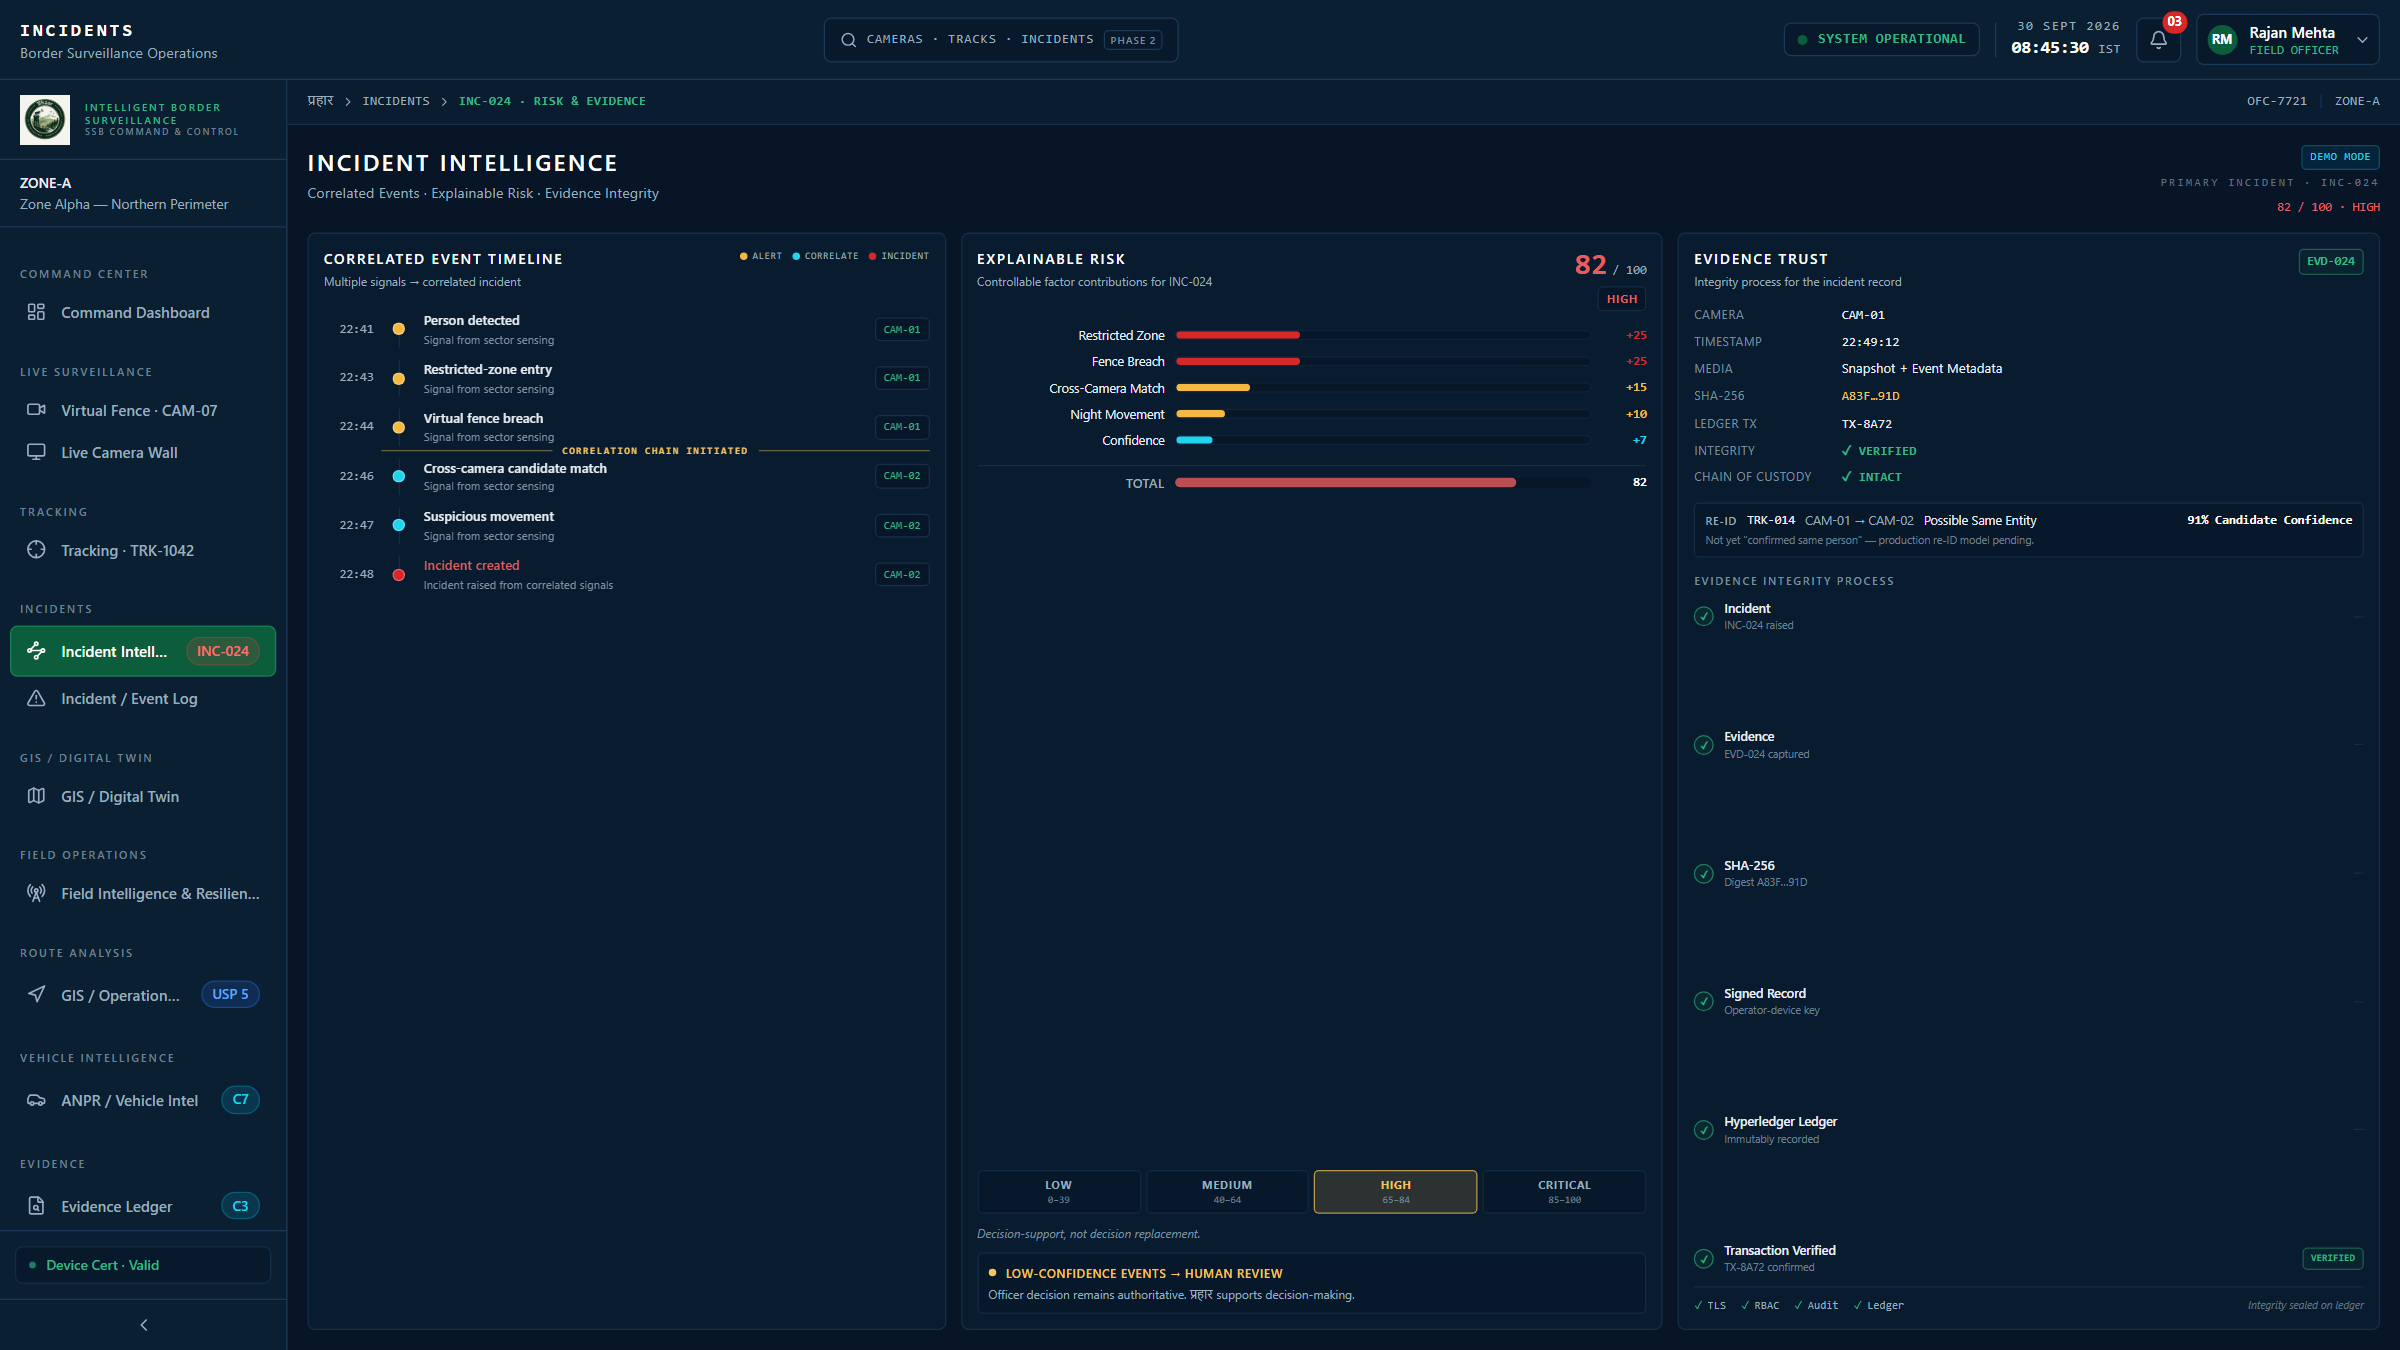 INCIDENTS
Border Surveillance Operations
CAMERAS · TRACKS · INCIDENTS PHASE 2
SYSTEM OPERATIONAL
30 SEPT 2026
08:45:30 IST
03
RM
Rajan Mehta
FIELD OFFICER
INTELLIGENT BORDER
SURVEILLANCE
SSB COMMAND & CONTROL
ZONE-A
Zone Alpha — Northern Perimeter
COMMAND CENTER
Command Dashboard
LIVE SURVEILLANCE
Virtual Fence · CAM-07
Live Camera Wall
TRACKING
Tracking · TRK-1042
INCIDENTS
Incident Intell... INC-024
Incident / Event Log
GIS / DIGITAL TWIN
GIS / Digital Twin
FIELD OPERATIONS
Field Intelligence & Resilien...
ROUTE ANALYSIS
GIS / Operation... USP 5
VEHICLE INTELLIGENCE
ANPR / Vehicle Intel C7
EVIDENCE
Evidence Ledger C3
Device Cert · Valid
प्रहार > INCIDENTS > INC-024 · RISK & EVIDENCE
OFC-7721 ZONE-A
INCIDENT INTELLIGENCE
Correlated Events · Explainable Risk · Evidence Integrity
DEMO MODE
PRIMARY INCIDENT · INC-024
82 / 100 · HIGH
CORRELATED EVENT TIMELINE
ALERT CORRELATE INCIDENT
Multiple signals → correlated incident
22:41 Person detected CAM-01
Signal from sector sensing
22:43 Restricted-zone entry CAM-01
Signal from sector sensing
22:44 Virtual fence breach CAM-01
Signal from sector sensing
CORRELATION CHAIN INITIATED
22:46 Cross-camera candidate match CAM-02
Signal from sector sensing
22:47 Suspicious movement CAM-02
Signal from sector sensing
22:48 Incident created CAM-02
Incident raised from correlated signals
EXPLAINABLE RISK
Controllable factor contributions for INC-024
82 / 100
HIGH
Restricted Zone +25
Fence Breach +25
Cross-Camera Match +15
Night Movement +10
Confidence +7
TOTAL 82
LOW
0–39
MEDIUM
40–64
HIGH
65–84
CRITICAL
85–100
Decision-support, not decision replacement.
LOW-CONFIDENCE EVENTS → HUMAN REVIEW
Officer decision remains authoritative. प्रहार supports decision-making.
EVIDENCE TRUST
EVD-024
Integrity process for the incident record
CAMERA CAM-01
TIMESTAMP 22:49:12
MEDIA Snapshot + Event Metadata
SHA-256 A83F…91D
LEDGER TX TX-8A72
INTEGRITY ✓ VERIFIED
CHAIN OF CUSTODY ✓ INTACT
RE-ID TRK-014 CAM-01 → CAM-02 Possible Same Entity 91% Candidate Confidence
Not yet "confirmed same person" — production re-ID model pending.
EVIDENCE INTEGRITY PROCESS
Incident
INC-024 raised
Evidence
EVD-024 captured
SHA-256
Digest A83F…91D
Signed Record
Operator-device key
Hyperledger Ledger
Immutably recorded
Transaction Verified
TX-8A72 confirmed
VERIFIED
✓ TLS ✓ RBAC ✓ Audit ✓ Ledger
Integrity sealed on ledger